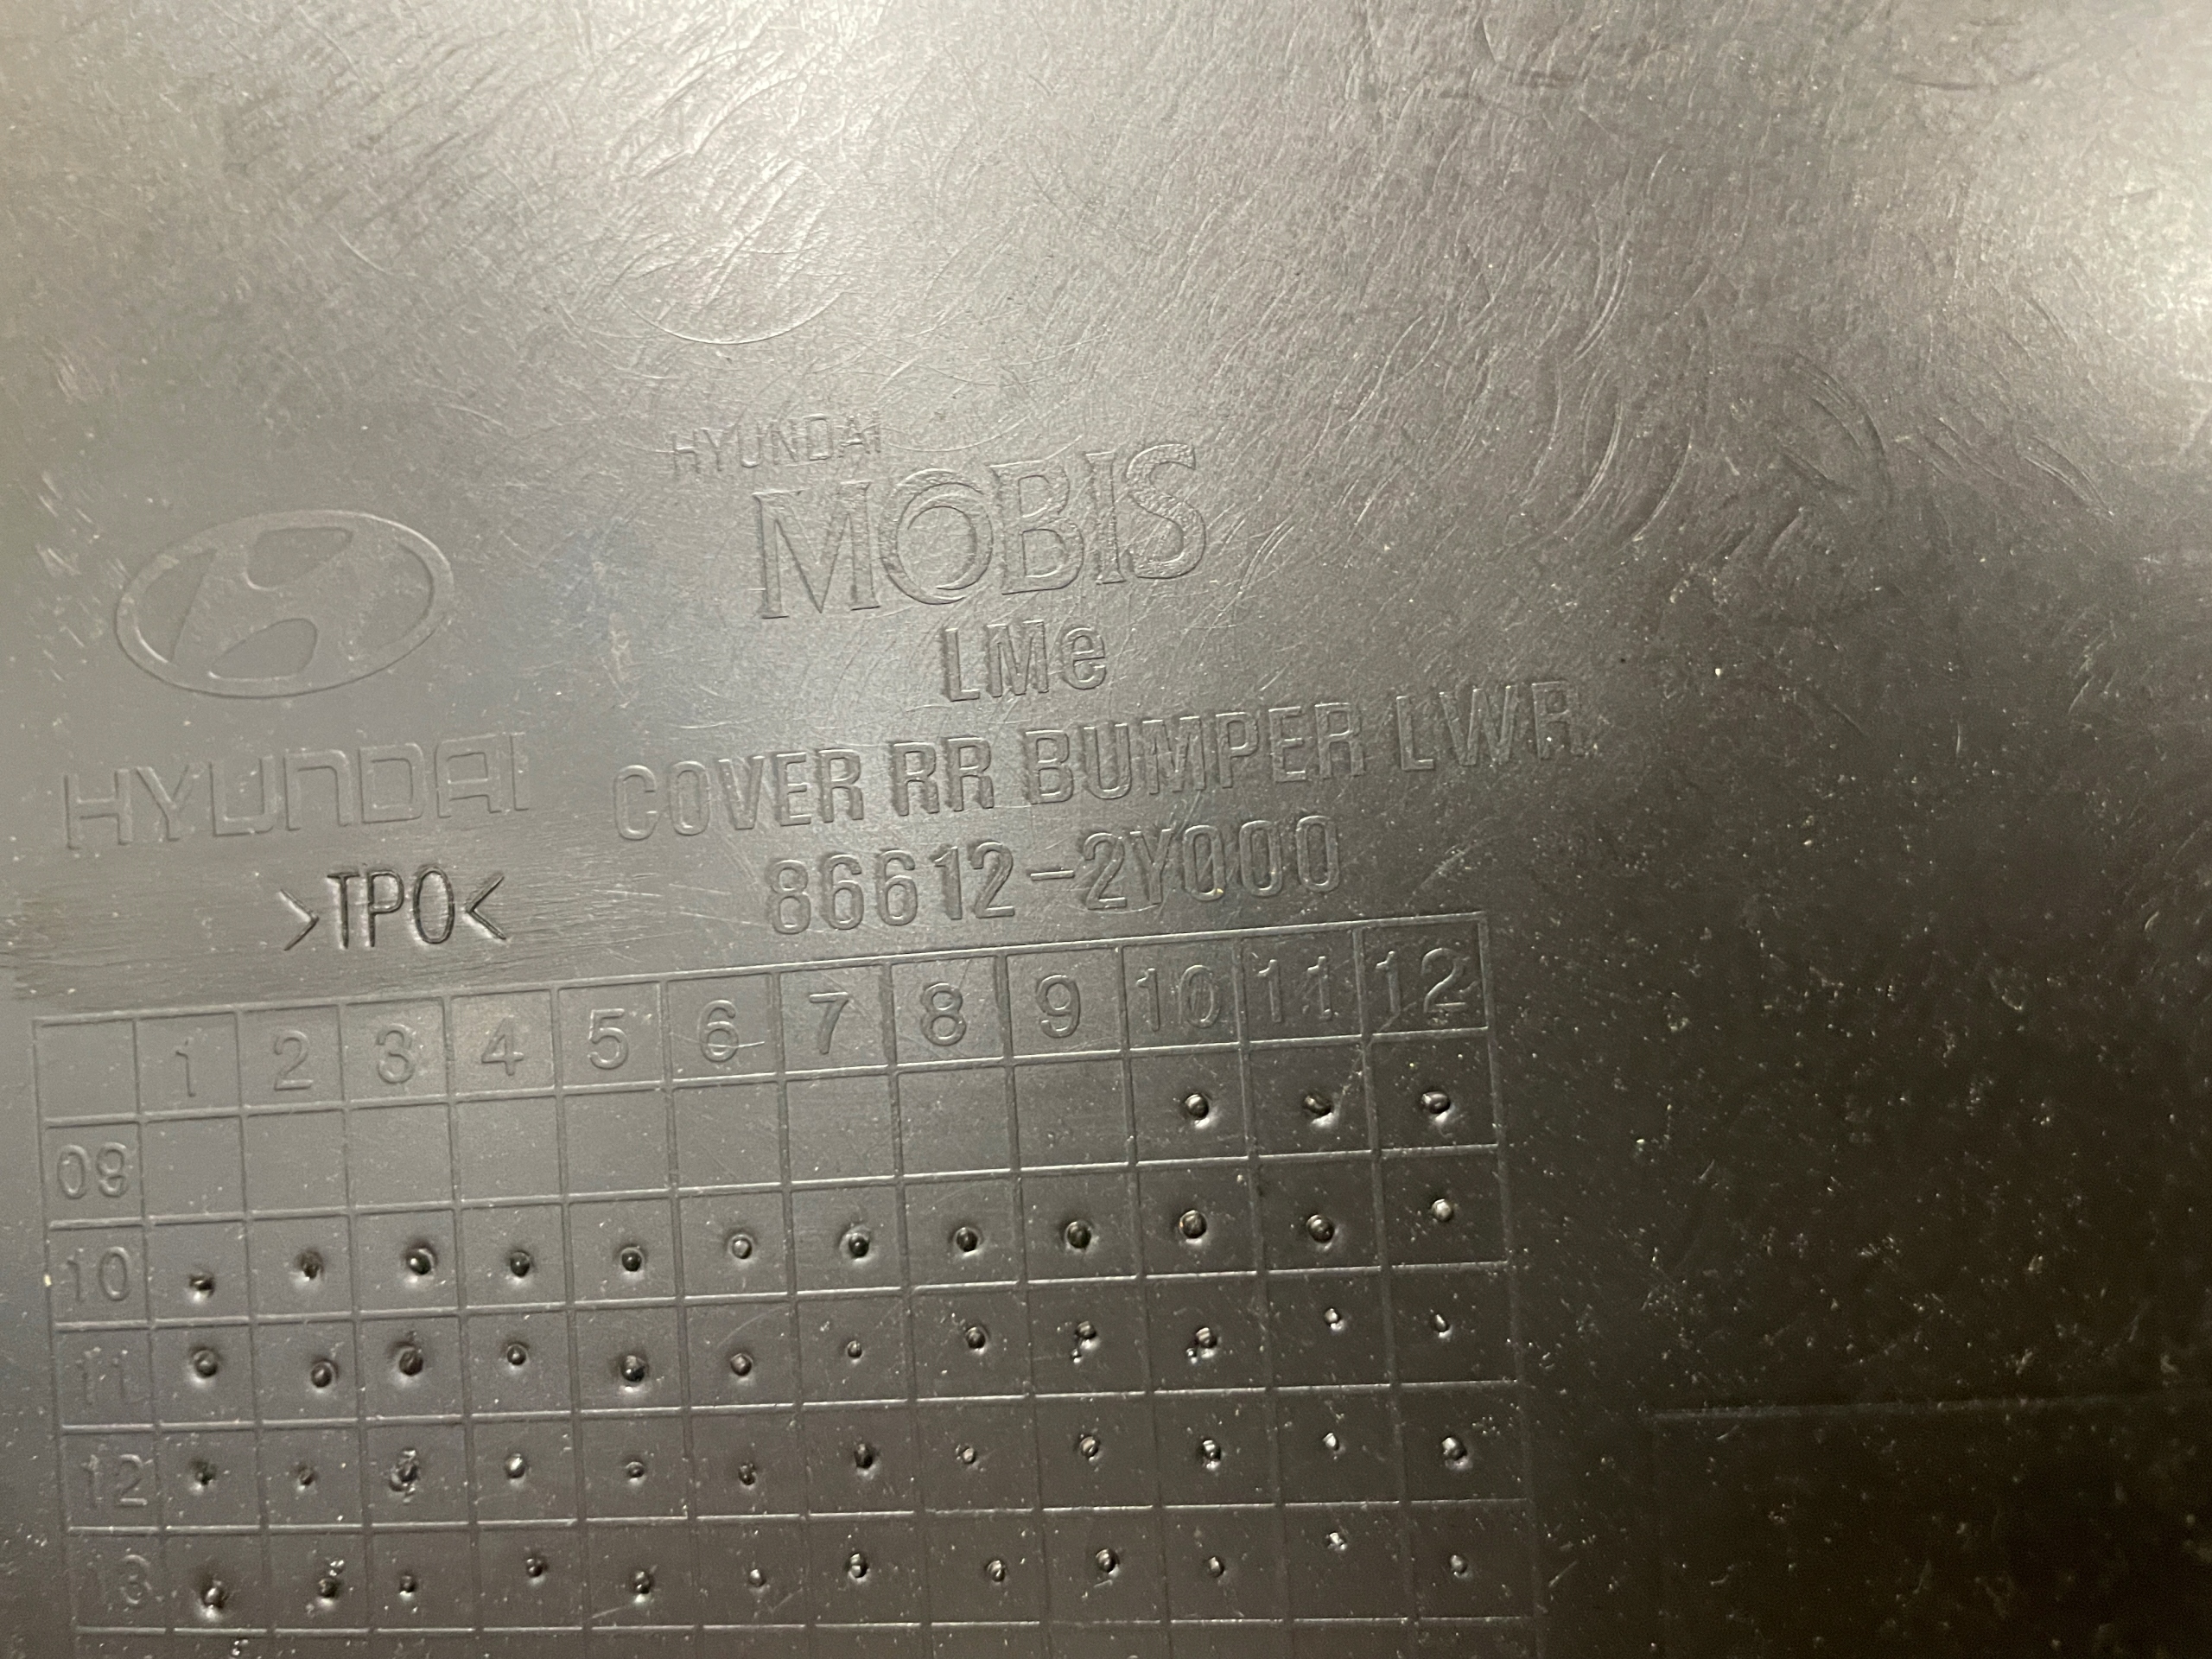 HYUNDAI
MOBIS
LMe
HYUNDAI
COVER RR BUMPER LWR
>TPO<
86612-2Y000
1 2 3 4 5 6 7 8 9 10 11 12
09
10
11
12
13